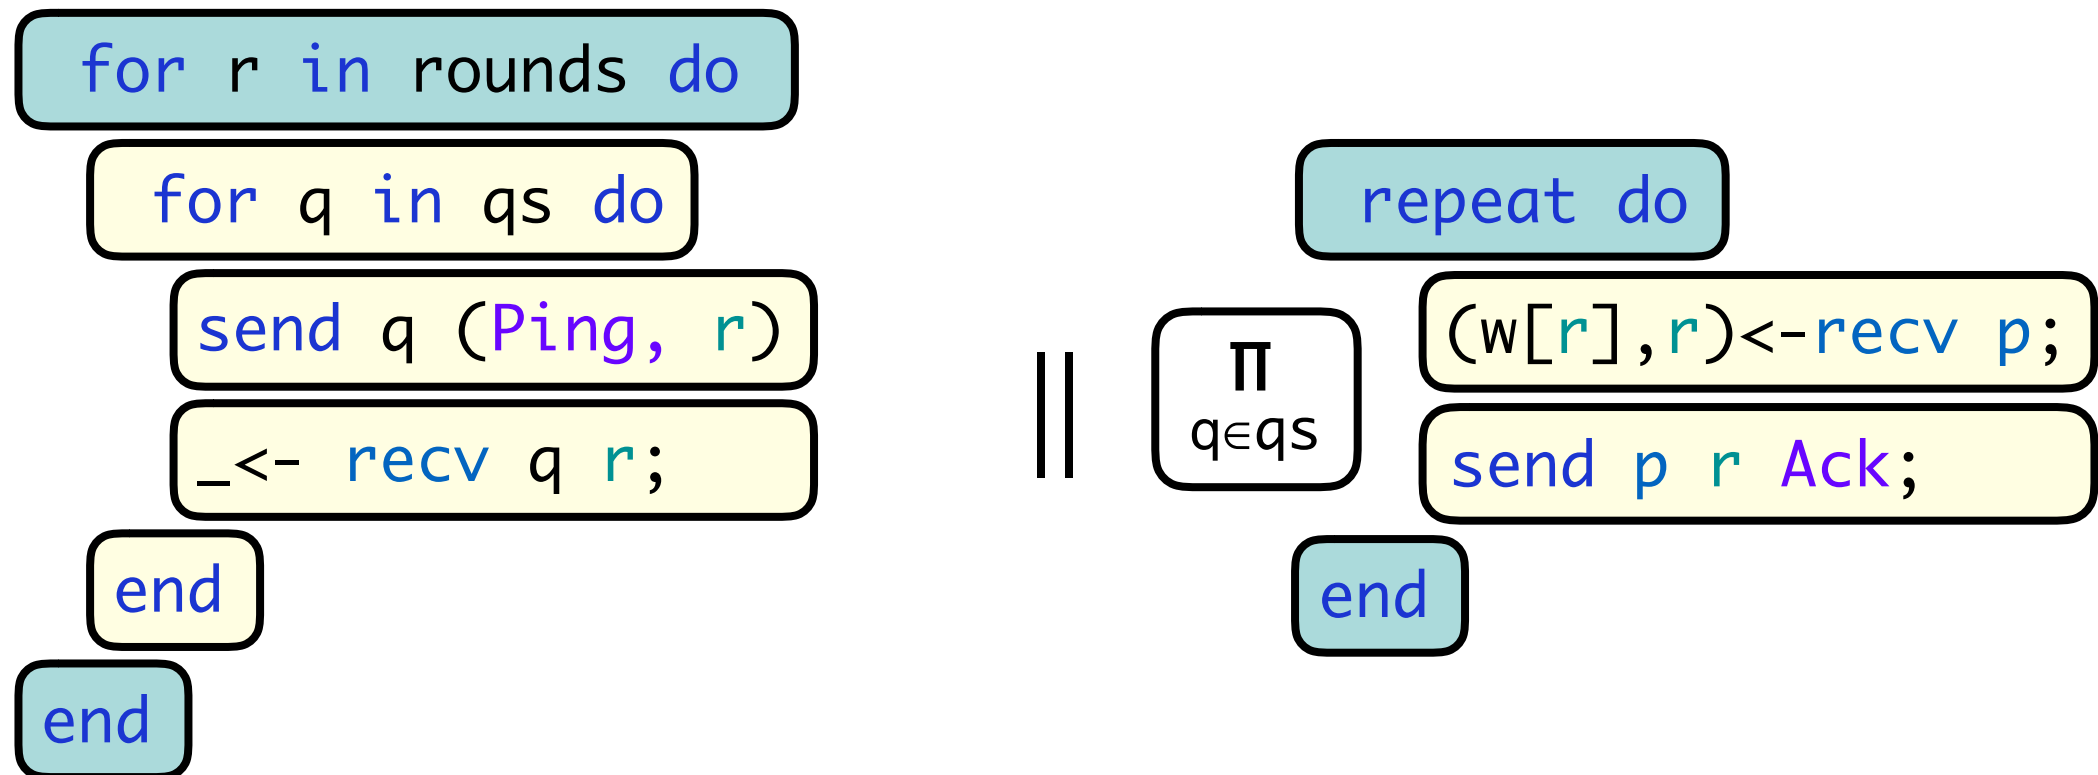 for r in rounds do
for q in qs do
send q (Ping, r)
_<- recv q r;
end
end
||
Π
q∈qs
repeat do
(w[r],r)<-recv p;
send p r Ack;
end